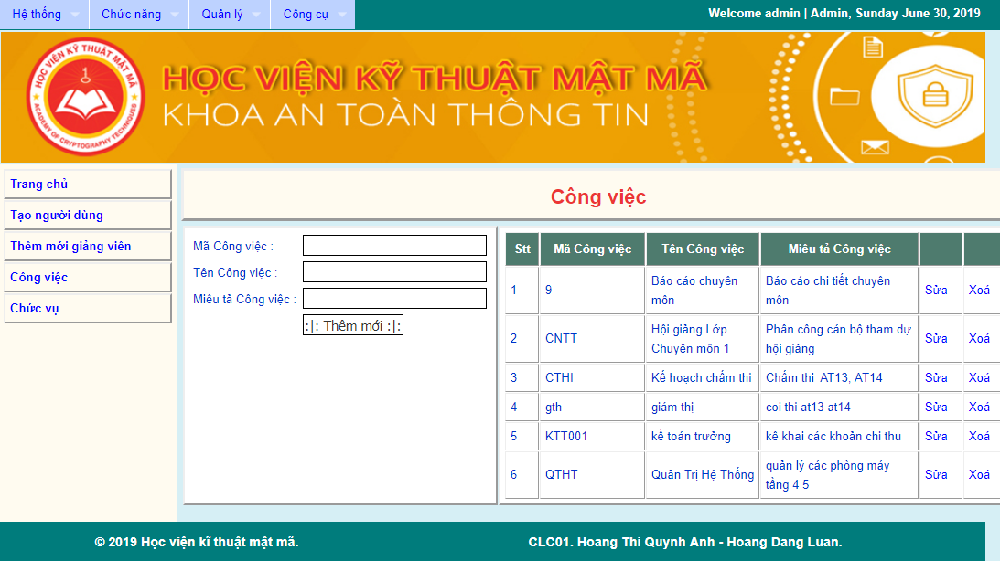 Hệ thống Chức năng Quản lý Công cụ Welcome admin | Admin, Sunday June 30, 2019
HỌC VIỆN KỸ THUẬT MẬT MÃ
ACADEMY OF CRYPTOGRAPHY TECHNIQUES
HỌC VIỆN KỸ THUẬT MẬT MÃ
KHOA AN TOÀN THÔNG TIN
Trang chủ
Tạo người dùng
Thêm mới giảng viên
Công việc
Chức vụ
Công việc
Mã Công việc :
Tên Công việc :
Miêu tả Công việc :
:|: Thêm mới :|:
Stt Mã Công việc Tên Công việc Miêu tả Công việc
1 9 Báo cáo chuyên môn Báo cáo chi tiết chuyên môn Sửa Xoá
2 CNTT Hội giảng Lớp Chuyên môn 1 Phân công cán bộ tham dự hội giảng Sửa Xoá
3 CTHI Kế hoạch chấm thi Chấm thi AT13, AT14 Sửa Xoá
4 gth giám thị coi thi at13 at14 Sửa Xoá
5 KTT001 kế toán trưởng kê khai các khoản chi thu Sửa Xoá
6 QTHT Quản Trị Hệ Thống quản lý các phòng máy tầng 4 5 Sửa Xoá
© 2019 Học viện kĩ thuật mật mã. CLC01. Hoang Thi Quynh Anh - Hoang Dang Luan.